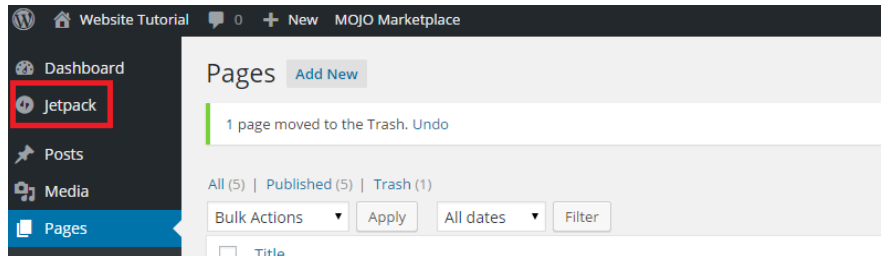 Website Tutorial 0 New MOJO Marketplace
Dashboard
Jetpack
Posts
Media
Pages
Pages Add New
1 page moved to the Trash. Undo
All (5) | Published (5) | Trash (1)
Bulk Actions Apply All dates Filter
Title